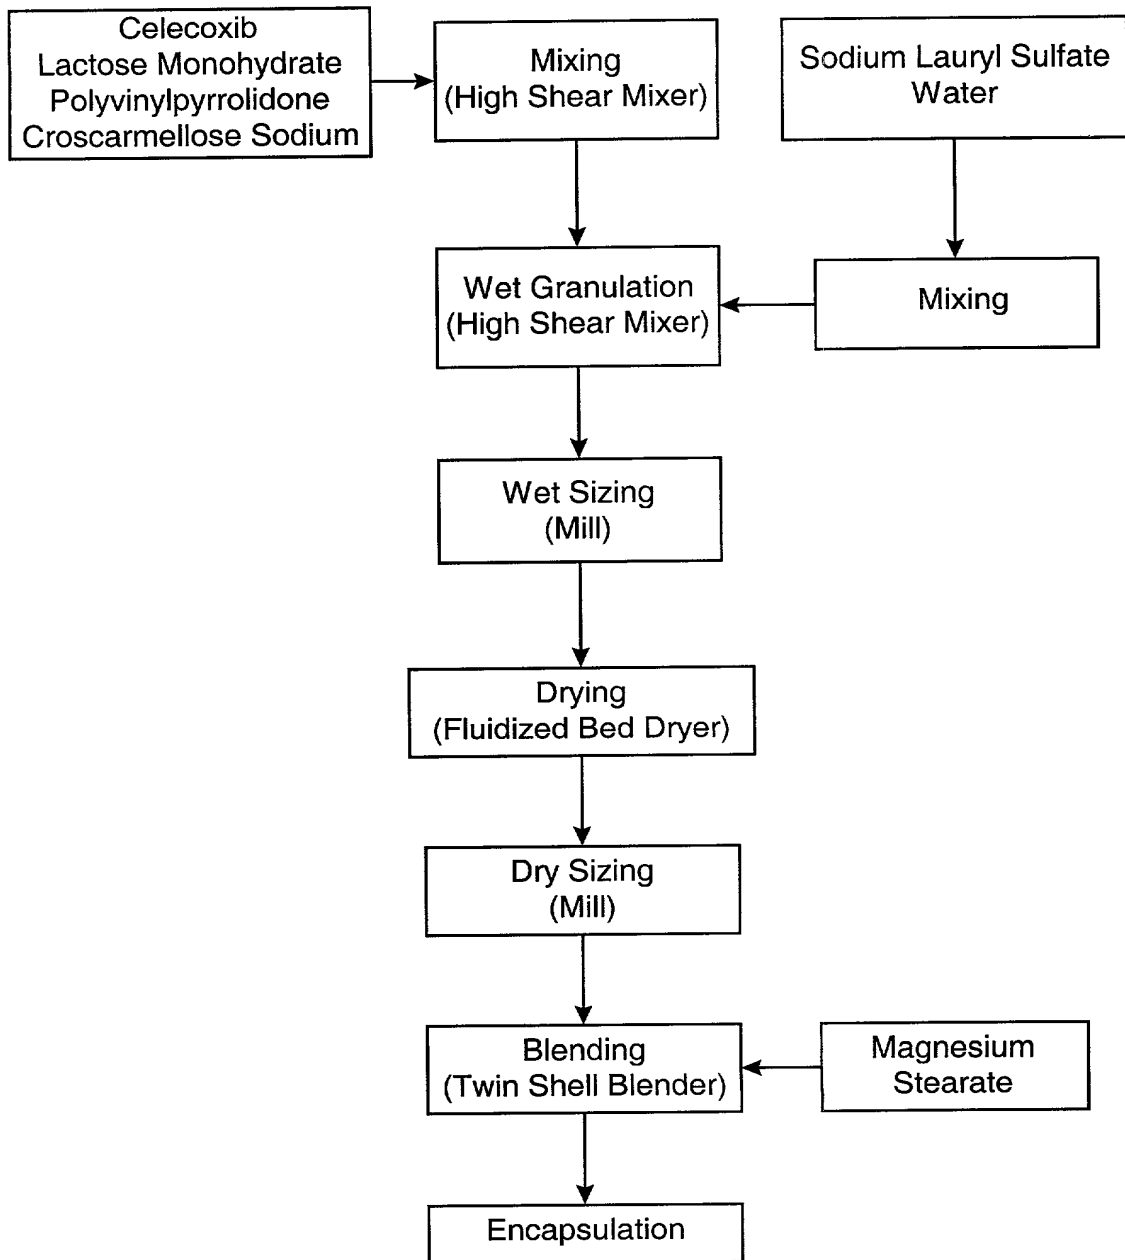 Celecoxib
Lactose Monohydrate
Polyvinylpyrrolidone
Croscarmellose Sodium
Mixing
(High Shear Mixer)
Sodium Lauryl Sulfate
Water
Wet Granulation
(High Shear Mixer)
Mixing
Wet Sizing
(Mill)
Drying
(Fluidized Bed Dryer)
Dry Sizing
(Mill)
Blending
(Twin Shell Blender)
Magnesium
Stearate
Encapsulation